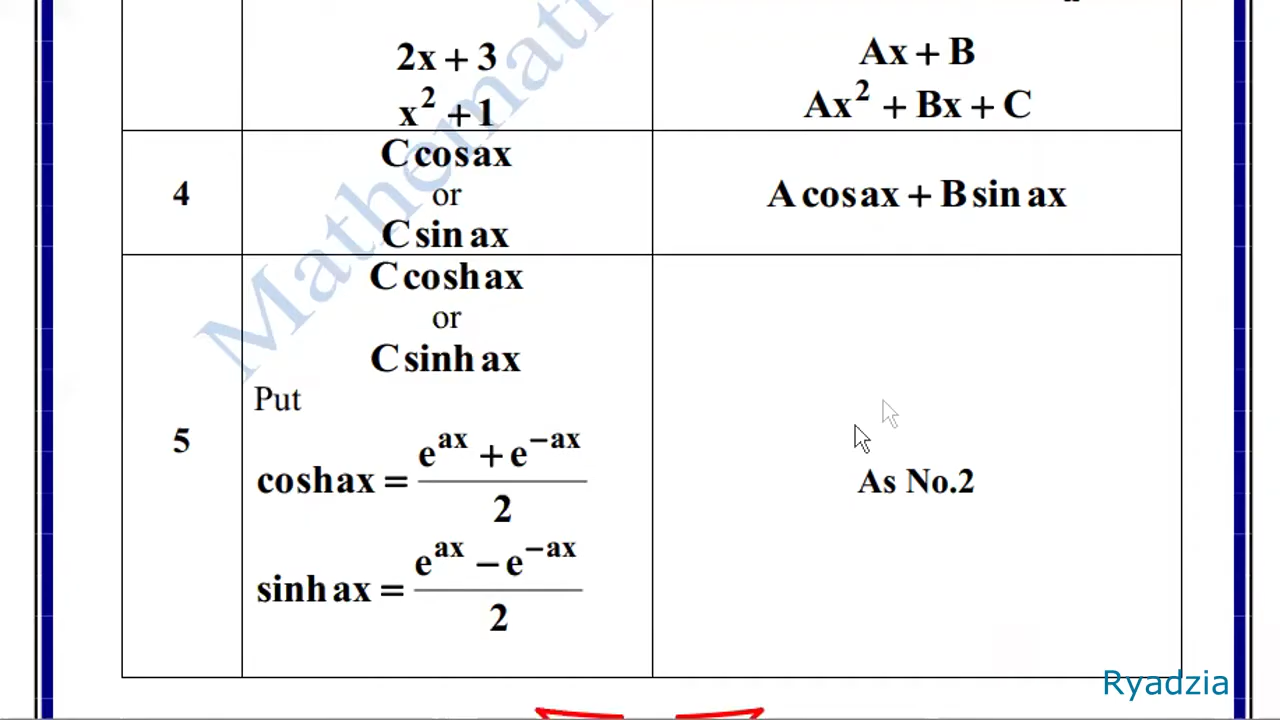 2x + 3
Ax + B
x² + 1
Ax² + Bx + C
4
C cos ax
or
C sin ax
A cos ax + B sin ax
5
C cosh ax
or
C sinh ax
Put
cosh ax = (e^ax + e^−ax) / 2
sinh ax = (e^ax − e^−ax) / 2
As No.2
Mathemati
Ryadzia